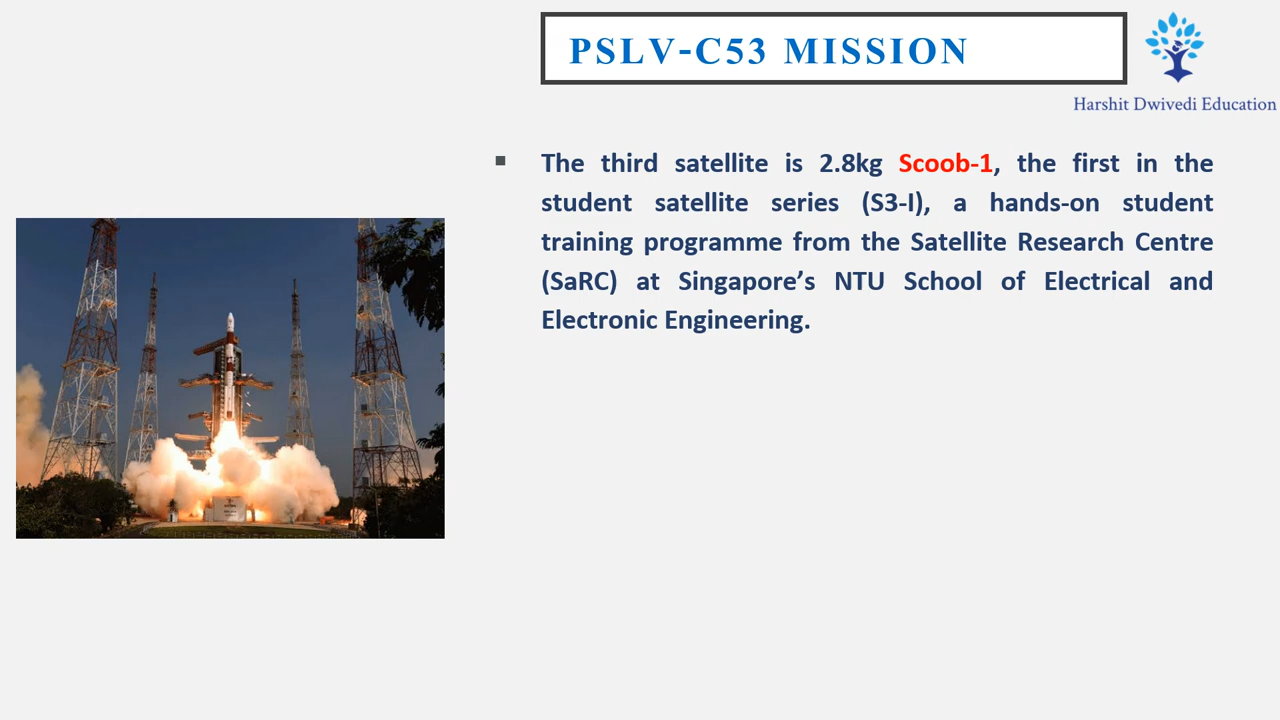 PSLV-C53 MISSION
Harshit Dwivedi Education
▪ The third satellite is 2.8kg Scoob-1, the first in the
student satellite series (S3-I), a hands-on student
training programme from the Satellite Research Centre
(SaRC) at Singapore’s NTU School of Electrical and
Electronic Engineering.